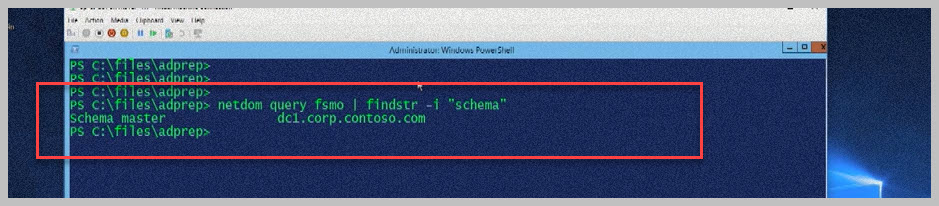 File Action Media Clipboard View Help
Administrator: Windows PowerShell
PS C:\files\adprep>
PS C:\files\adprep>
PS C:\files\adprep>
PS C:\files\adprep> netdom query fsmo | findstr -i "schema"
Schema master dc1.corp.contoso.com
PS C:\files\adprep>